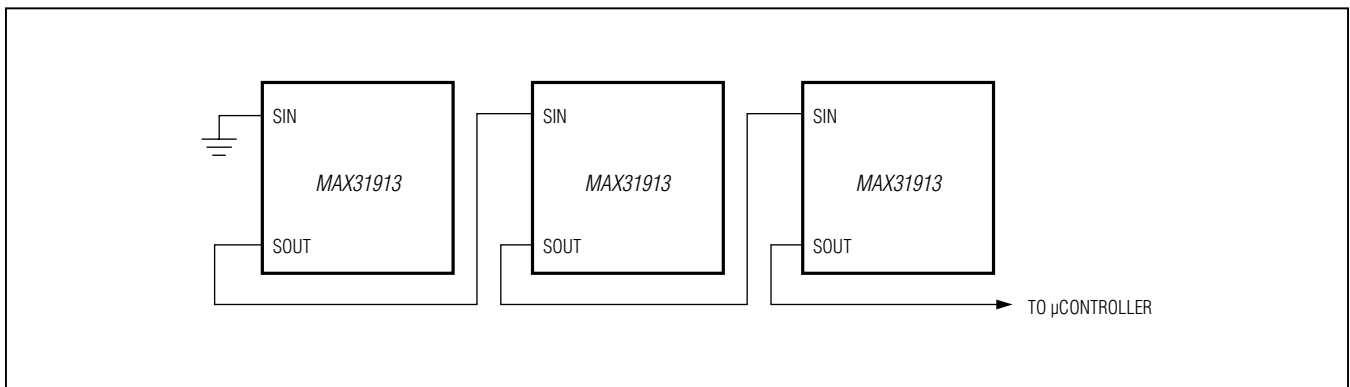 SIN
MAX31913
SOUT
SIN
MAX31913
SOUT
SIN
MAX31913
SOUT
TO µCONTROLLER